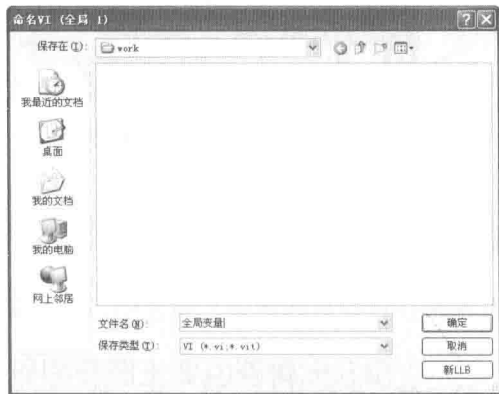 命名VI (全局 1)
保存在(I):
work
我最近的文档
桌面
我的文档
我的电脑
网上邻居
文件名(N):
全局变量
确定
保存类型(T):
VI (*.vi;*.vit)
取消
新LLB